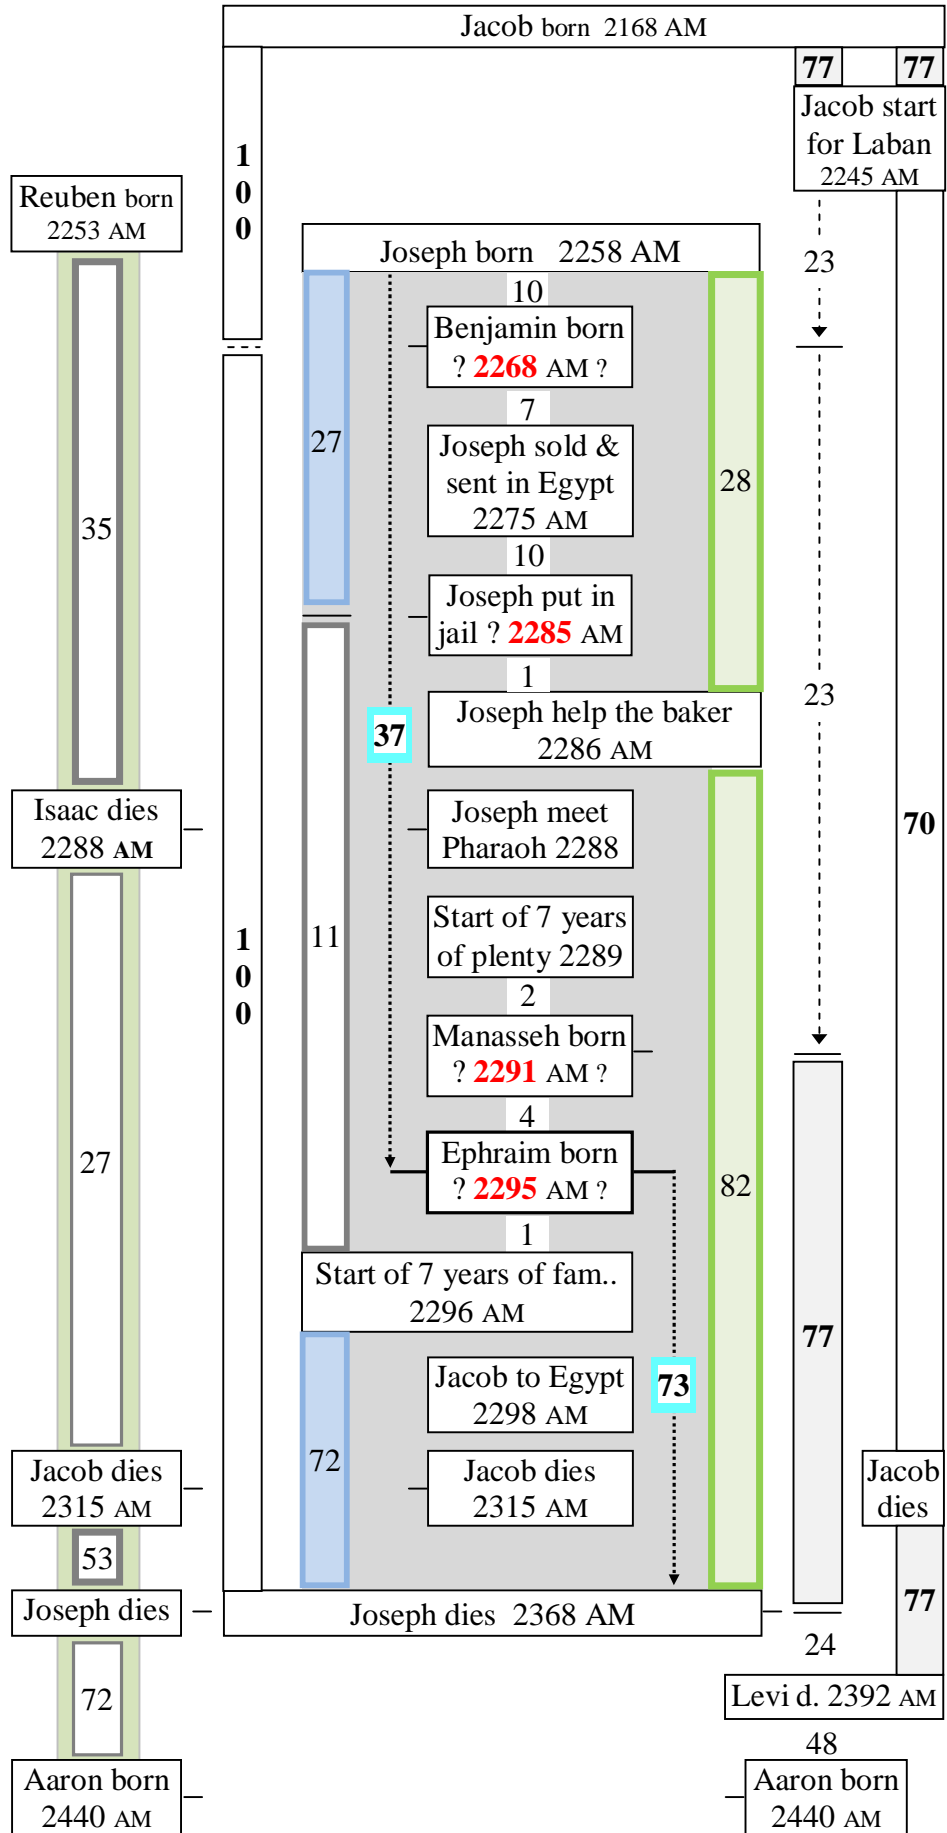 Jacob born 2168 AM
77
77
Jacob start
for Laban
2245 AM
1
0
0
Reuben born
2253 AM
Joseph born 2258 AM
23
10
Benjamin born
? 2268 AM ?
7
27
Joseph sold &
sent in Egypt
2275 AM
28
35
10
Joseph put in
jail ? 2285 AM
1
23
Joseph help the baker
2286 AM
37
Isaac dies
2288 AM
Joseph meet
Pharaoh 2288
70
Start of 7 years
of plenty 2289
11
1
0
0
2
Manasseh born
? 2291 AM ?
4
Ephraim born
? 2295 AM ?
27
82
1
Start of 7 years of fam..
2296 AM
77
Jacob to Egypt
2298 AM
73
72
Jacob dies
2315 AM
Jacob dies
2315 AM
Jacob
dies
53
Joseph dies
Joseph dies 2368 AM
77
24
72
Levi d. 2392 AM
48
Aaron born
2440 AM
Aaron born
2440 AM